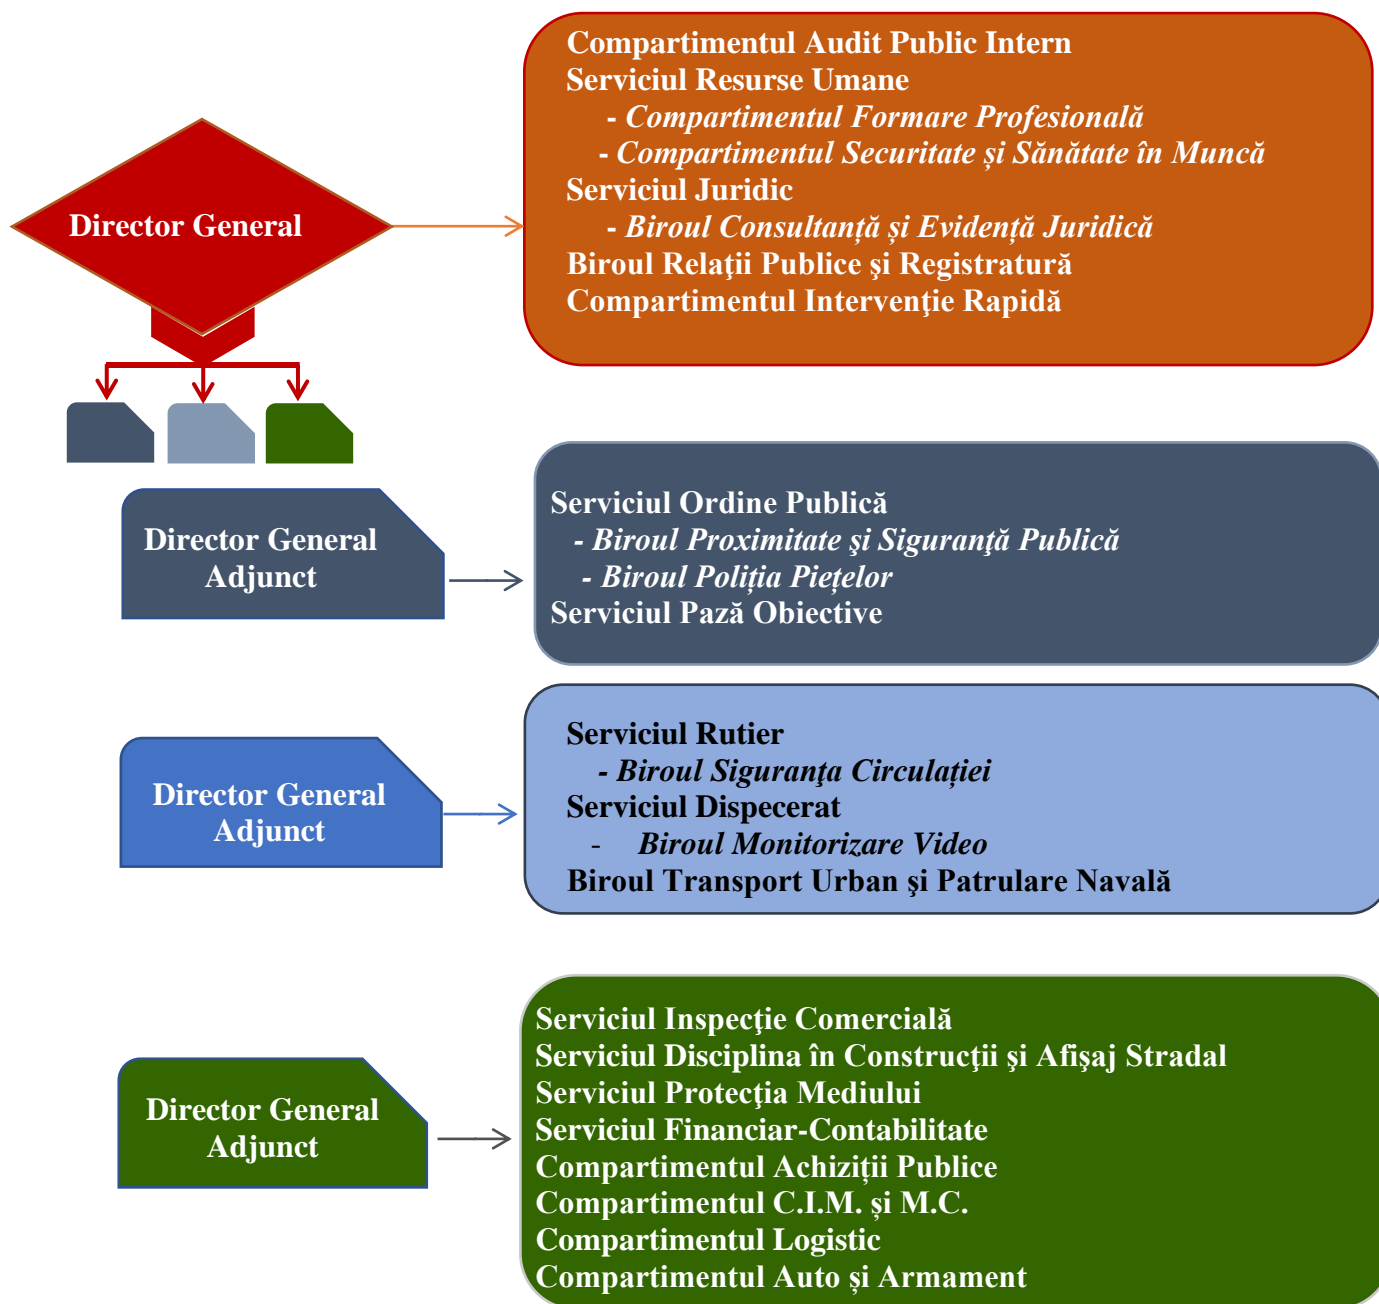 Director General
Compartimentul Audit Public Intern
Serviciul Resurse Umane
- Compartimentul Formare Profesională
- Compartimentul Securitate și Sănătate în Muncă
Serviciul Juridic
- Biroul Consultanță și Evidență Juridică
Biroul Relaţii Publice şi Registratură
Compartimentul Intervenţie Rapidă
Director General
Adjunct
Serviciul Ordine Publică
- Biroul Proximitate şi Siguranţă Publică
- Biroul Poliția Piețelor
Serviciul Pază Obiective
Director General
Adjunct
Serviciul Rutier
- Biroul Siguranţa Circulației
Serviciul Dispecerat
- Biroul Monitorizare Video
Biroul Transport Urban şi Patrulare Navală
Director General
Adjunct
Serviciul Inspecţie Comercială
Serviciul Disciplina în Construcţii şi Afişaj Stradal
Serviciul Protecţia Mediului
Serviciul Financiar-Contabilitate
Compartimentul Achiziții Publice
Compartimentul C.I.M. și M.C.
Compartimentul Logistic
Compartimentul Auto și Armament